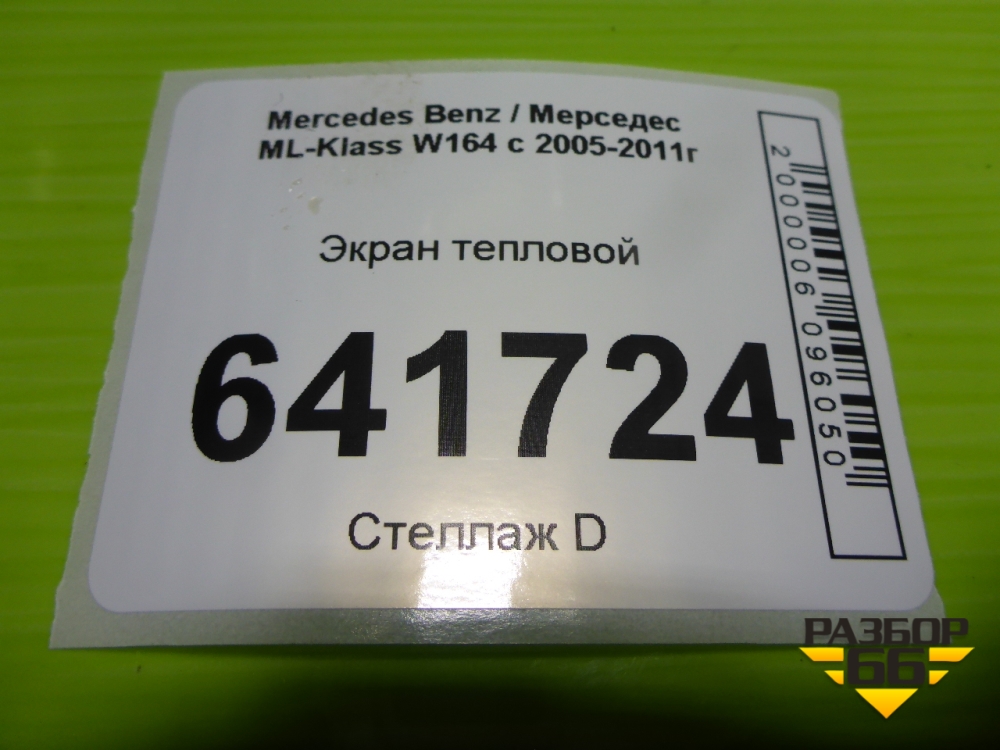 Mercedes Benz / Мерседес
ML-Klass W164 с 2005-2011г
Экран тепловой
641724
Стеллаж D
2000006096050
РАЗБОР
66